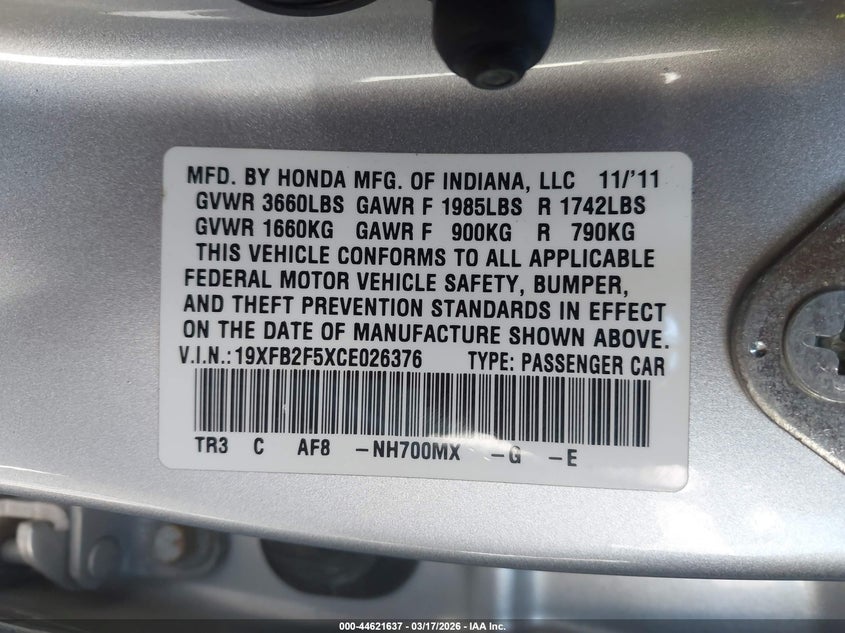 MFD. BY HONDA MFG. OF INDIANA, LLC 11/'11
GVWR 3660LBS GAWR F 1985LBS R 1742LBS
GVWR 1660KG GAWR F 900KG R 790KG
THIS VEHICLE CONFORMS TO ALL APPLICABLE
FEDERAL MOTOR VEHICLE SAFETY, BUMPER,
AND THEFT PREVENTION STANDARDS IN EFFECT
ON THE DATE OF MANUFACTURE SHOWN ABOVE.
V.I.N.:19XFB2F5XCE026376 TYPE: PASSENGER CAR
TR3 C AF8 -NH700MX -G -E
000-44621637 - 03/17/2026 - IAA Inc.